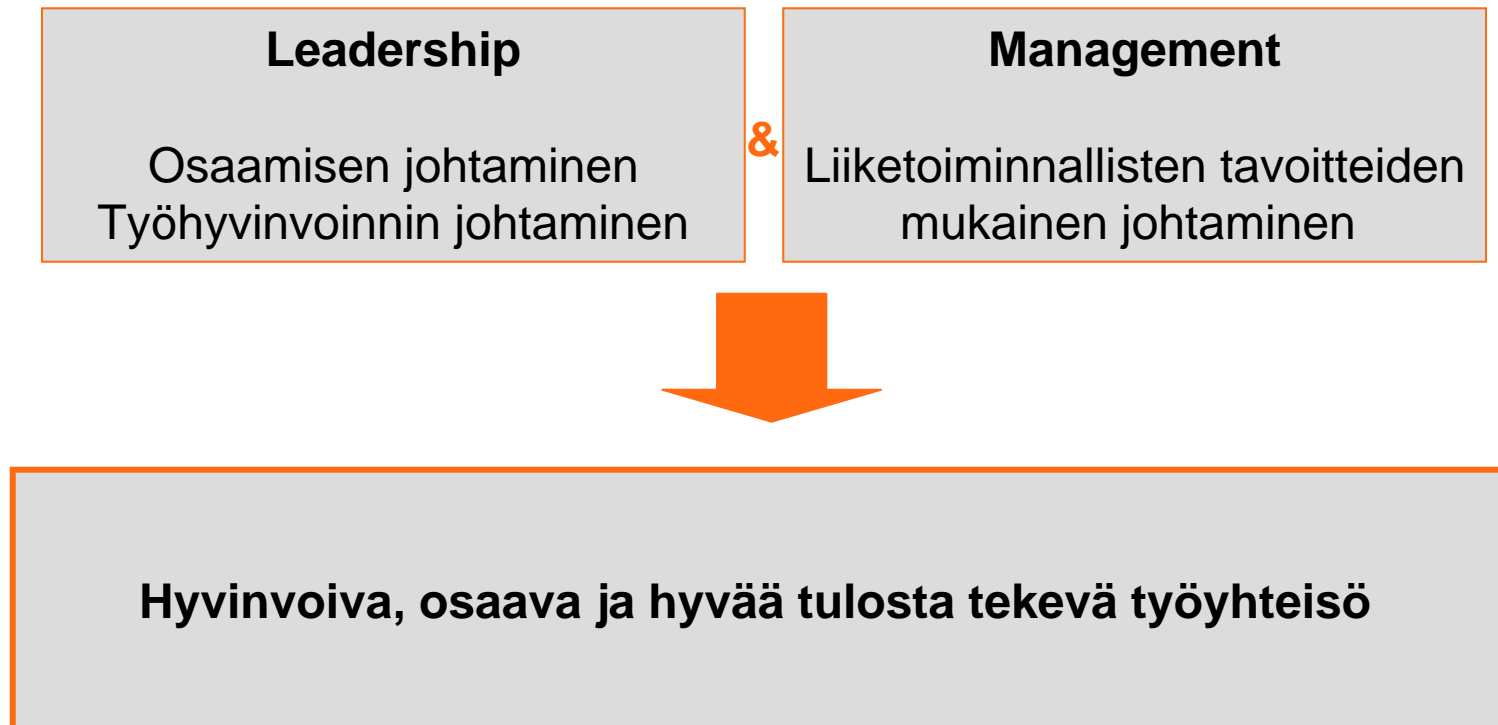 Leadership
Osaamisen johtaminen
Työhyvinvoinnin johtaminen
&
Management
Liiketoiminnallisten tavoitteiden
mukainen johtaminen
Hyvinvoiva, osaava ja hyvää tulosta tekevä työyhteisö